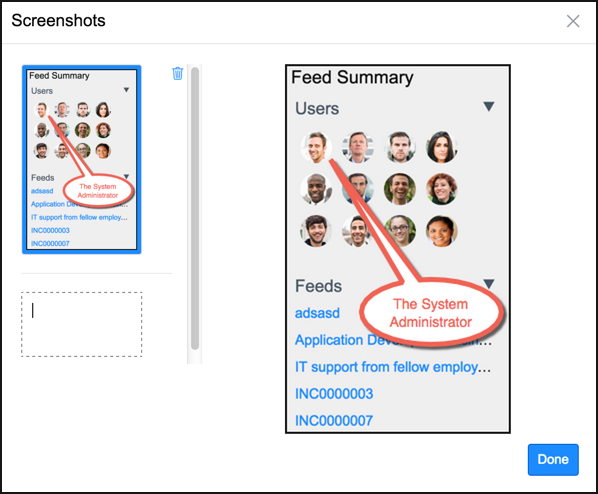 Screenshots
Feed Summary
Users
Feeds
The System
Administrator
adsasd
Application Develo
IT support from fellow employ...
INC0000003
INC0000007
Feed Summary
Users
Feeds
The System
Administrator
adsasd
Application Deve
IT support from fellow employ...
INC0000003
INC0000007
Done